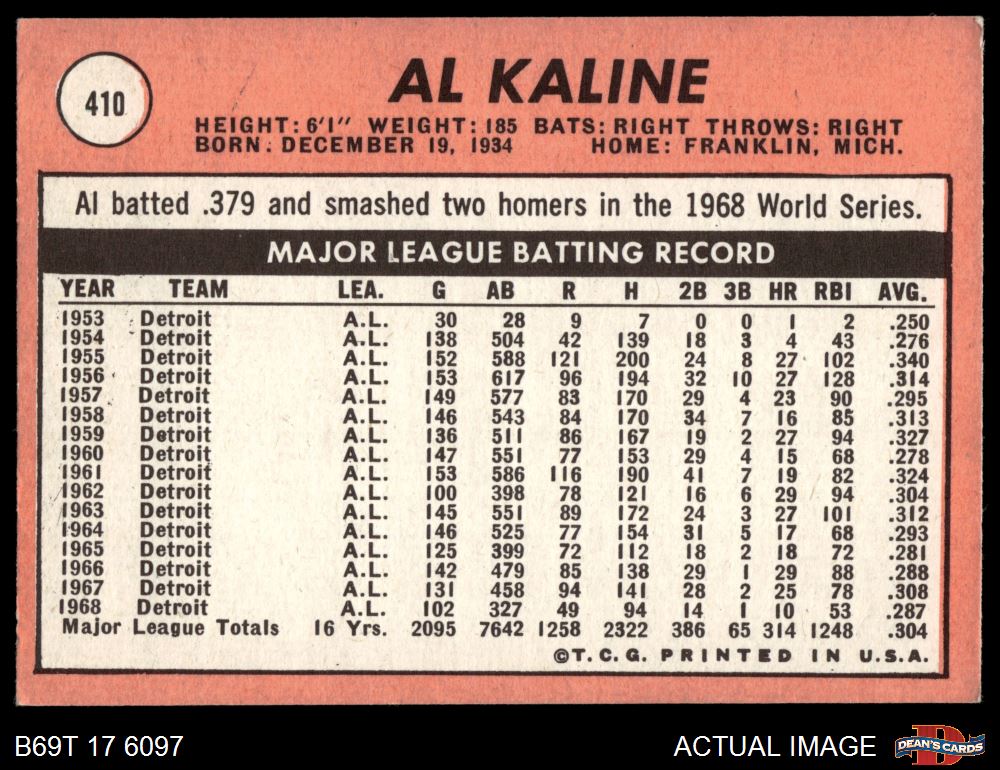 410
AL KALINE
HEIGHT: 6'1" WEIGHT: 185 BATS: RIGHT THROWS: RIGHT
BORN: DECEMBER 19, 1934 HOME: FRANKLIN, MICH.
Al batted .379 and smashed two homers in the 1968 World Series.
MAJOR LEAGUE BATTING RECORD
YEAR TEAM LEA. G AB R H 2B 3B HR RBI AVG.
1953 Detroit A.L. 30 28 9 7 0 0 1 2 .250
1954 Detroit A.L. 138 504 42 139 18 3 4 43 .276
1955 Detroit A.L. 152 588 121 200 24 8 27 102 .340
1956 Detroit A.L. 153 617 96 194 32 10 27 128 .314
1957 Detroit A.L. 149 577 83 170 29 4 23 90 .295
1958 Detroit A.L. 146 543 84 170 34 7 16 85 .313
1959 Detroit A.L. 136 511 86 167 19 2 27 94 .327
1960 Detroit A.L. 147 551 77 153 29 4 15 68 .278
1961 Detroit A.L. 153 586 116 190 41 7 19 82 .324
1962 Detroit A.L. 100 398 78 121 16 6 29 94 .304
1963 Detroit A.L. 145 551 89 172 24 3 27 101 .312
1964 Detroit A.L. 146 525 77 154 31 5 17 68 .293
1965 Detroit A.L. 125 399 72 112 18 2 18 72 .281
1966 Detroit A.L. 142 479 85 138 29 1 29 88 .288
1967 Detroit A.L. 131 458 94 141 28 2 25 78 .308
1968 Detroit A.L. 102 327 49 94 14 1 10 53 .287
Major League Totals 16 Yrs. 2095 7642 1258 2322 386 65 314 1248 .304
©T.C.G. PRINTED IN U.S.A.
B69T 17 6097 ACTUAL IMAGE DEAN'S CARDS